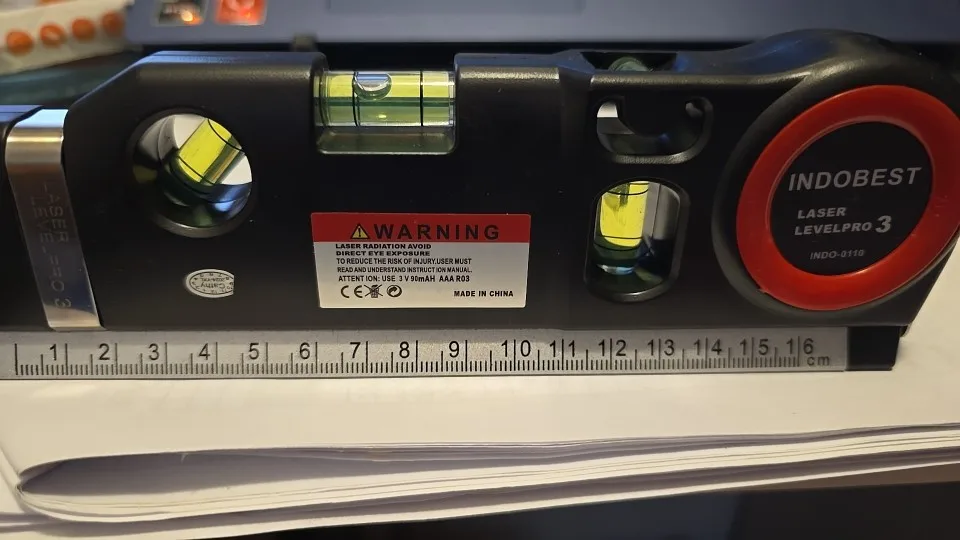 WARNING
LASER RADIATION AVOID
DIRECT EYE EXPOSURE
TO REDUCE THE RISK OF INJURY,USER MUST
READ AND UNDERSTAND INSTRUCTION MANUAL.
ATTENTION: USE 3 V 90mAH AAA R03
CE
MADE IN CHINA
INDOBEST
LASER
LEVELPRO 3
INDO-0119
1 2 3 4 5 6 7 8 9 10 11 12 13 14 15 16
cm